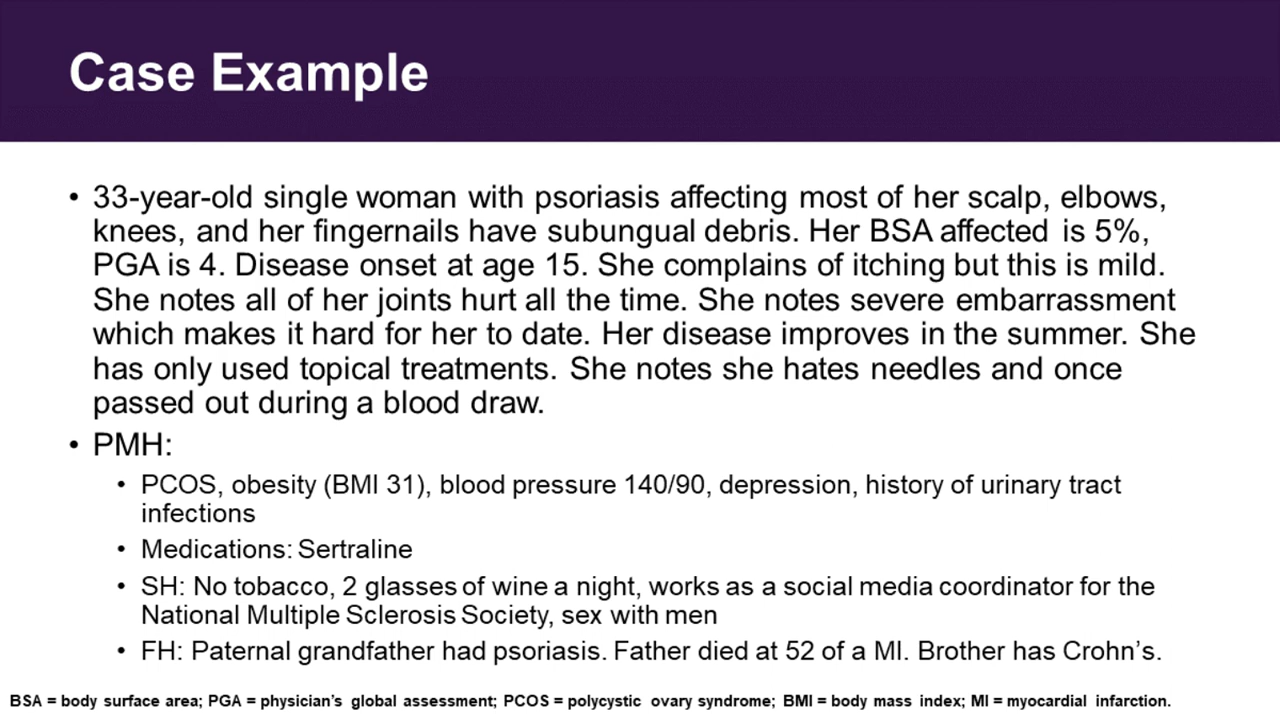 Case Example
• 33-year-old single woman with psoriasis affecting most of her scalp, elbows,
knees, and her fingernails have subungual debris. Her BSA affected is 5%,
PGA is 4. Disease onset at age 15. She complains of itching but this is mild.
She notes all of her joints hurt all the time. She notes severe embarrassment
which makes it hard for her to date. Her disease improves in the summer. She
has only used topical treatments. She notes she hates needles and once
passed out during a blood draw.
• PMH:
• PCOS, obesity (BMI 31), blood pressure 140/90, depression, history of urinary tract
infections
• Medications: Sertraline
• SH: No tobacco, 2 glasses of wine a night, works as a social media coordinator for the
National Multiple Sclerosis Society, sex with men
• FH: Paternal grandfather had psoriasis. Father died at 52 of a MI. Brother has Crohn’s.
BSA = body surface area; PGA = physician’s global assessment; PCOS = polycystic ovary syndrome; BMI = body mass index; MI = myocardial infarction.